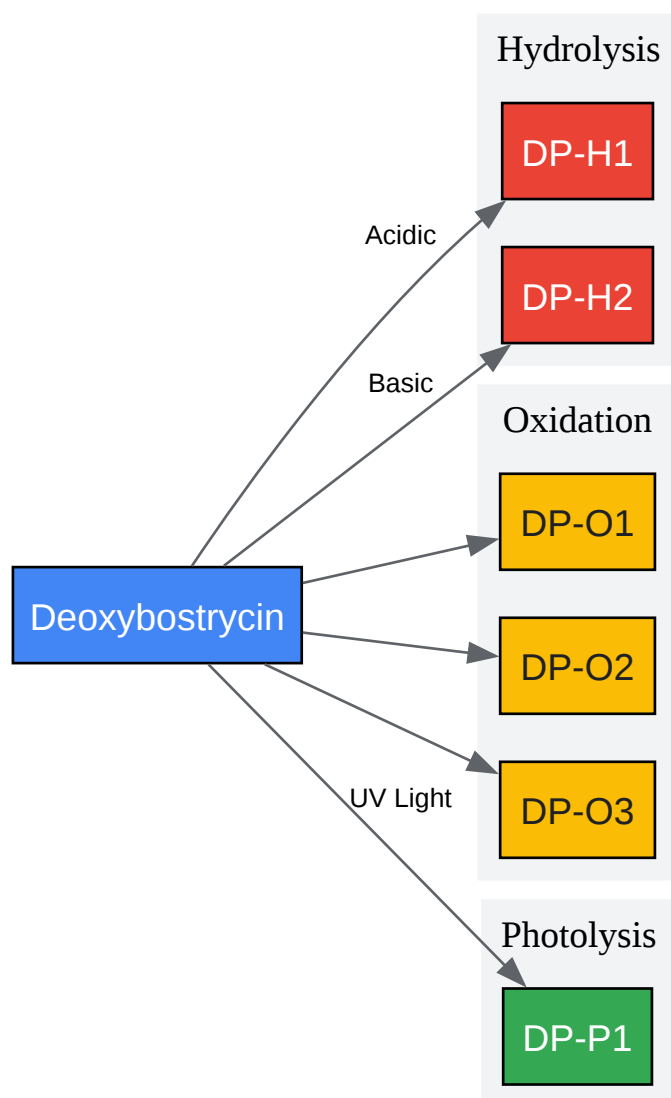 Hydrolysis
DP-H1
Acidic
DP-H2
Basic
Oxidation
DP-O1
Deoxybostrycin
DP-O2
DP-O3
UV Light
Photolysis
DP-P1